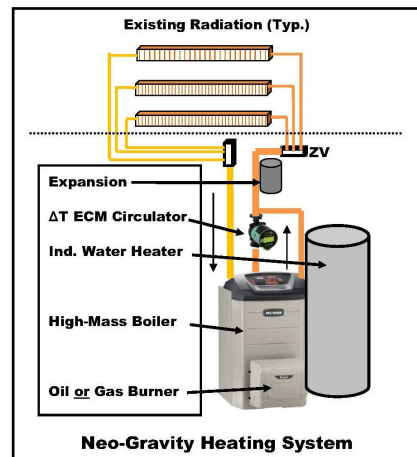 Existing Radiation (Typ.)
ZV
Expansion
ΔT ECM Circulator
Ind. Water Heater
High-Mass Boiler
Oil or Gas Burner
Neo-Gravity Heating System